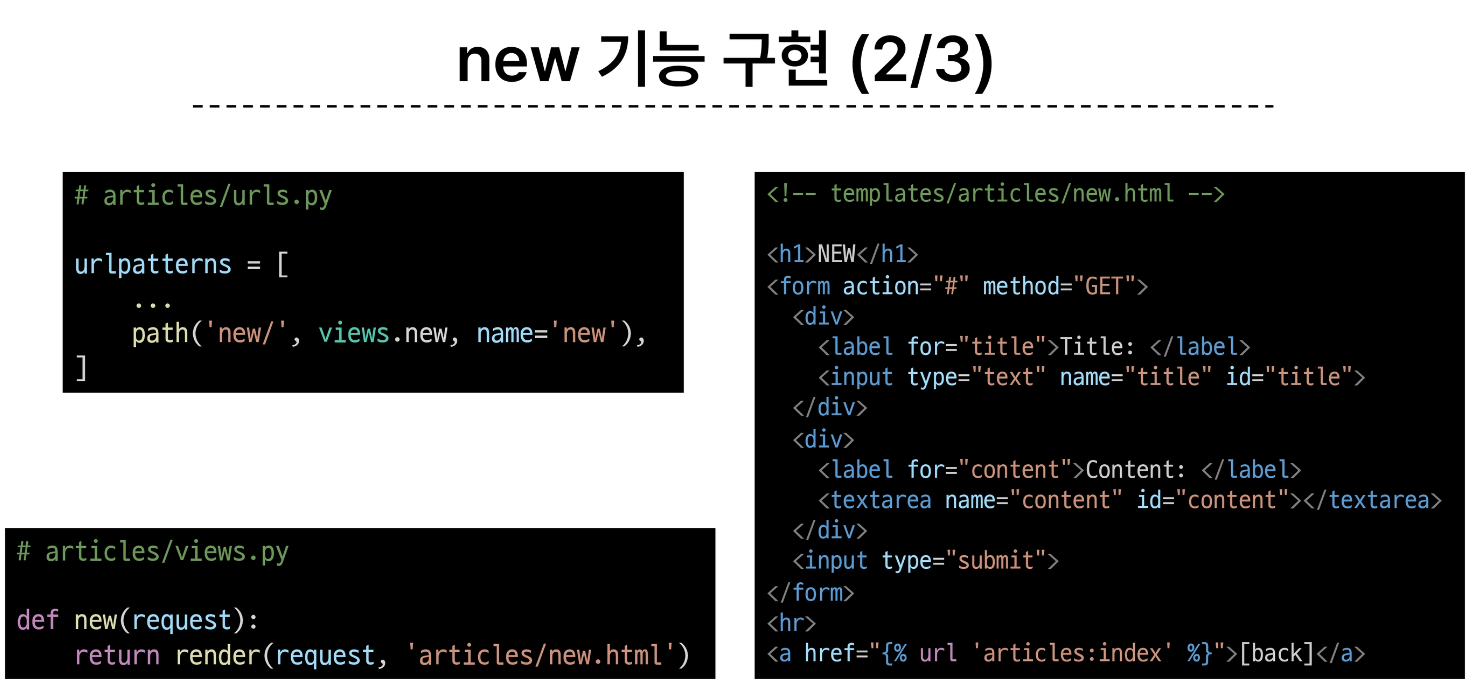 new 기능 구현 (2/3)
# articles/urls.py
urlpatterns = [
    ...
    path('new/', views.new, name='new'),
]
# articles/views.py
def new(request):
    return render(request, 'articles/new.html')
<!-- templates/articles/new.html -->
<h1>NEW</h1>
<form action="#" method="GET">
  <div>
    <label for="title">Title: </label>
    <input type="text" name="title" id="title">
  </div>
  <div>
    <label for="content">Content: </label>
    <textarea name="content" id="content"></textarea>
  </div>
  <input type="submit">
</form>
<hr>
<a href="{% url 'articles:index' %}">[back]</a>